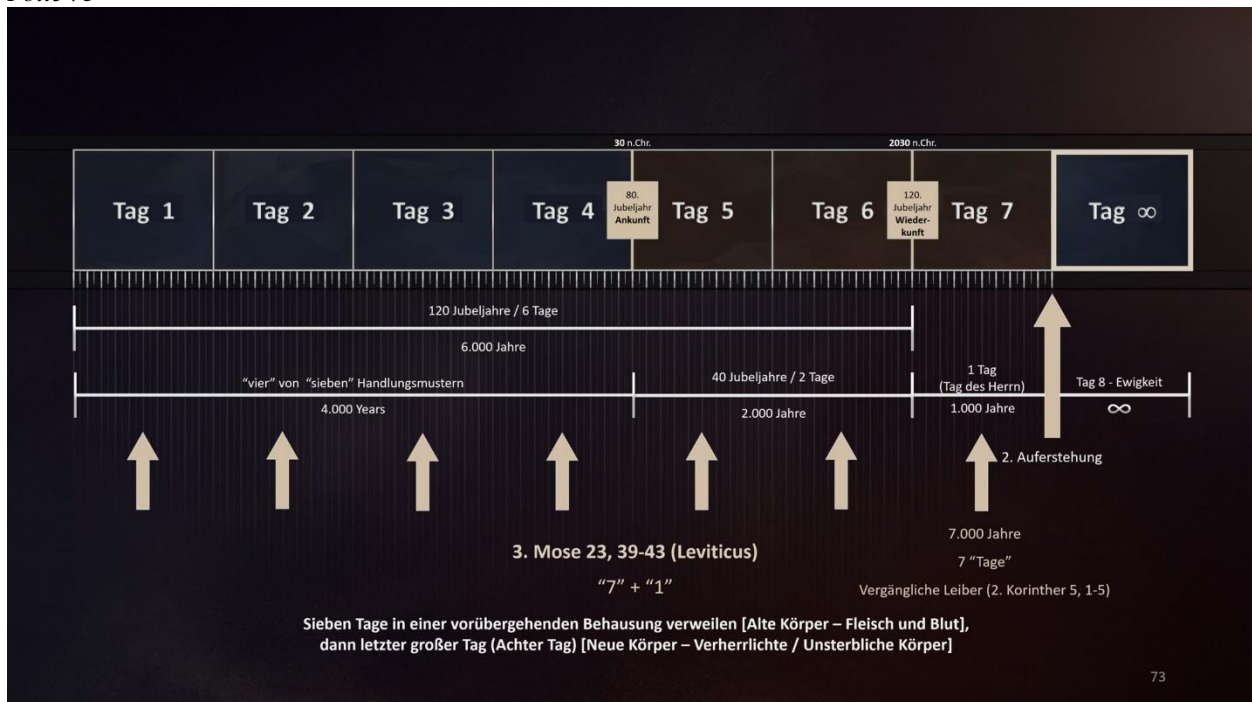 30 n.Chr.
2030 n.Chr.
Tag 1
Tag 2
Tag 3
Tag 4
80.
Jubeljahr
Ankunft
Tag 5
Tag 6
120.
Jubeljahr
Wieder-
kunft
Tag 7
Tag ∞
120 Jubeljahre / 6 Tage
6.000 Jahre
“vier” von “sieben” Handlungsmustern
4.000 Years
40 Jubeljahre / 2 Tage
2.000 Jahre
1 Tag
(Tag des Herrn)
1.000 Jahre
Tag 8 - Ewigkeit
∞
2. Auferstehung
7.000 Jahre
7 “Tage”
Vergängliche Leiber (2. Korinther 5, 1-5)
3. Mose 23, 39-43 (Leviticus)
“7” + “1”
Sieben Tage in einer vorübergehenden Behausung verweilen [Alte Körper – Fleisch und Blut],
dann letzter großer Tag (Achter Tag) [Neue Körper – Verherrlichte / Unsterbliche Körper]
73